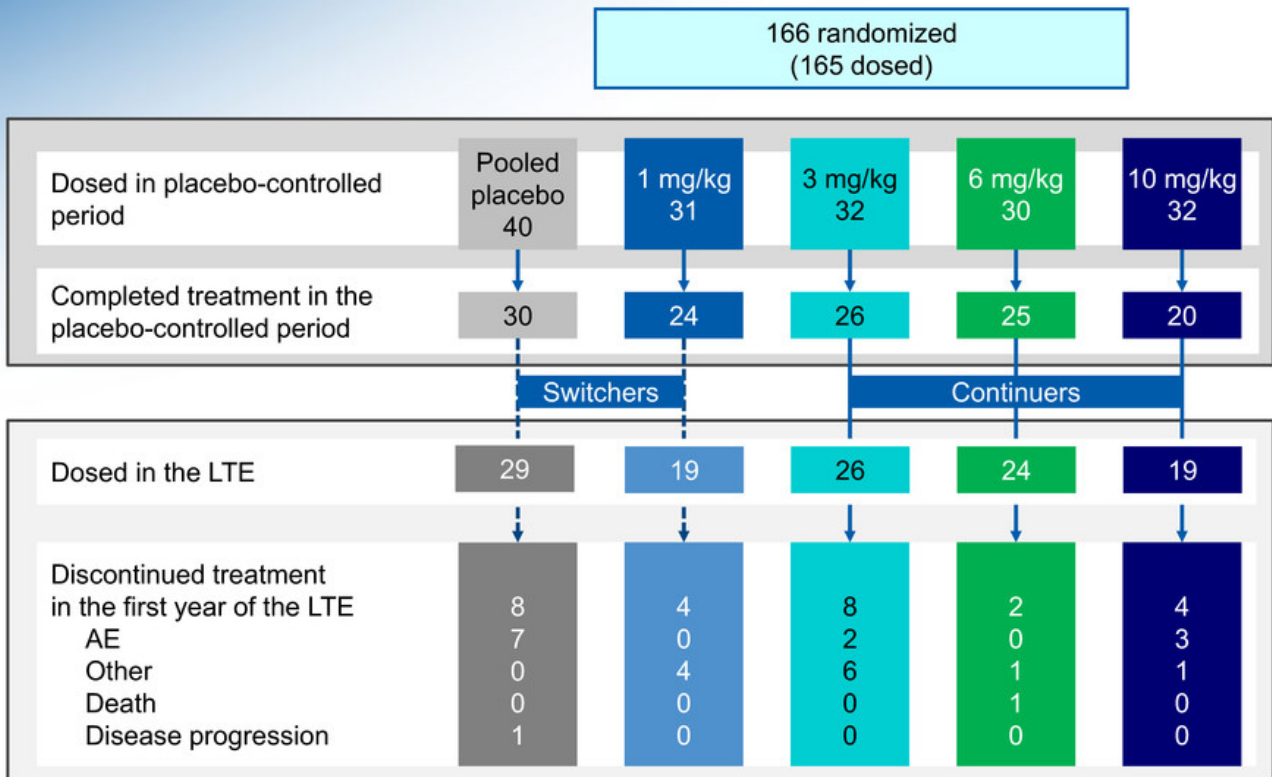 166 randomized
(165 dosed)
Dosed in placebo-controlled
period
Pooled
placebo
40
1 mg/kg
31
3 mg/kg
32
6 mg/kg
30
10 mg/kg
32
Completed treatment in the
placebo-controlled period
30
24
26
25
20
Switchers
Continuers
Dosed in the LTE
29
19
26
24
19
Discontinued treatment
in the first year of the LTE
8
4
8
2
4
AE
7
0
2
0
3
Other
0
4
6
1
1
Death
0
0
0
1
0
Disease progression
1
0
0
0
0